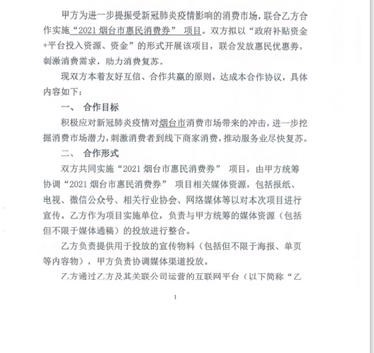 甲方为进一步提振受新冠肺炎疫情影响的消费市场,联合乙方合
作实施“2021 烟台市惠民消费券” 项目。双方拟以“政府补贴资金
+平台投入资源、资金”的形式开展该项目,联合发放惠民优惠券,
刺激消费需求,助力消费复苏。
现双方本着友好互信、合作共赢的原则,达成本合作协议,具体
内容如下:
一、 合作目标
积极应对新冠肺炎疫情对烟台市消费市场带来的冲击,进一步挖
掘消费市场潜力,刺激消费者到线下商家消费,推动服务业尽快复苏。
二、 合作形式
双方共同实施“2021 烟台市惠民消费券” 项目,由甲方统筹
协调“2021 烟台市惠民消费券” 项目相关媒体资源,包括报纸、
电视、微信公众号、相关行业协会、网络媒体等以对本次项目进行
宣传。乙方作为项目实施单位,负责与甲方统筹的媒体资源(包括
但不限于媒体通稿)的投放进行整合。
乙方负责提供用于投放的宣传物料(包括但不限于海报、单页
等内容物),甲方负责协调媒体渠道投放。
乙方通过乙方及其关联公司运营的互联网平台(以下简称“乙
1